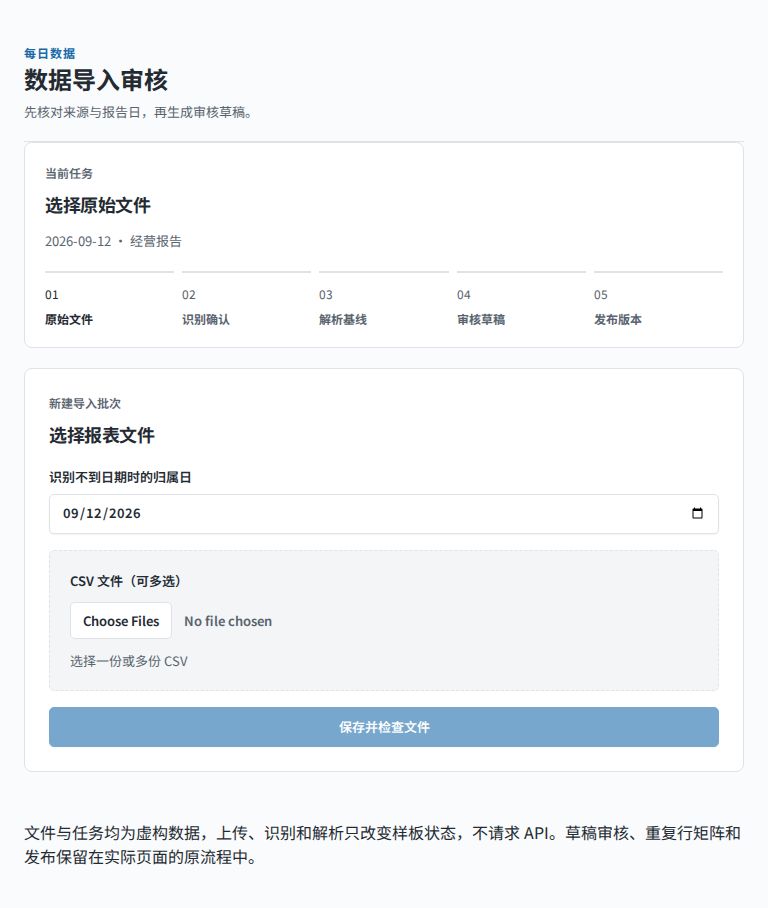 每日数据
数据导入审核
先核对来源与报告日，再生成审核草稿。
当前任务
选择原始文件
2026-09-12 · 经营报告
01 02 03 04 05
原始文件 识别确认 解析基线 审核草稿 发布版本
新建导入批次
选择报表文件
识别不到日期时的归属日
09/12/2026
CSV 文件（可多选）
Choose Files No file chosen
选择一份或多份 CSV
保存并检查文件
文件与任务均为虚构数据，上传、识别和解析只改变样板状态，不请求 API。草稿审核、重复行矩阵和
发布保留在实际页面的原流程中。